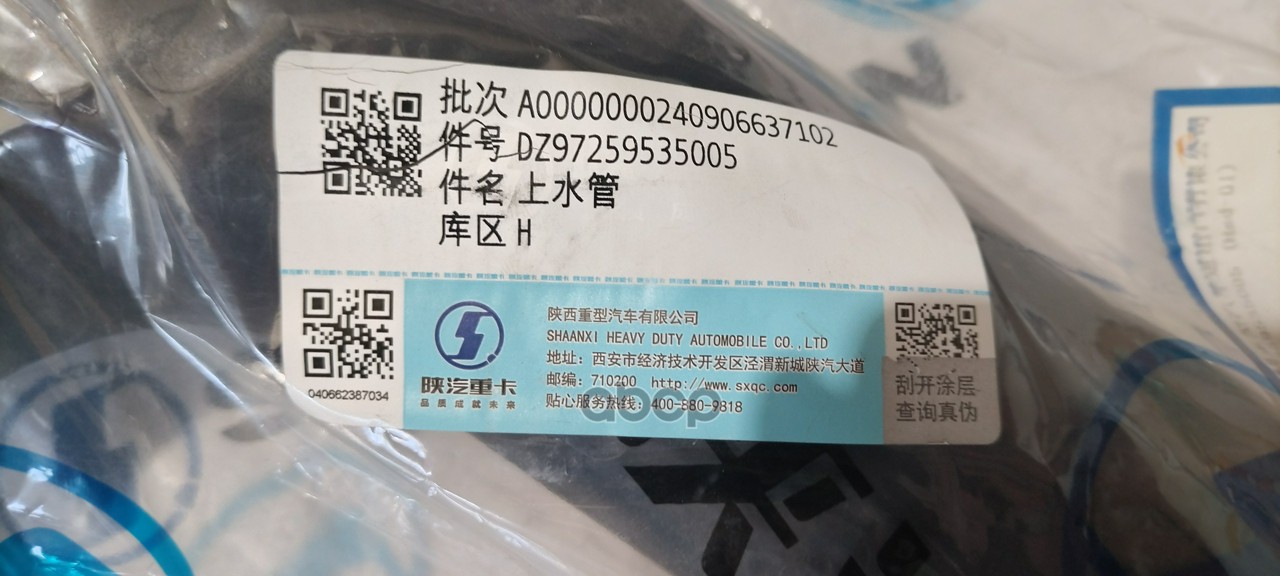 批次 A0000000240906637102
件号 DZ97259535005
件名 上水管
库区 H
陕西重型汽车有限公司
SHAANXI HEAVY DUTY AUTOMOBILE CO.,LTD
地址：西安市经济技术开发区泾渭新城陕汽大道
邮编：710200 http://www.sxqc.com
贴心服务热线：400-880-9818
陕汽重卡
品质成就未来
040662387034
刮开涂层
查询真伪